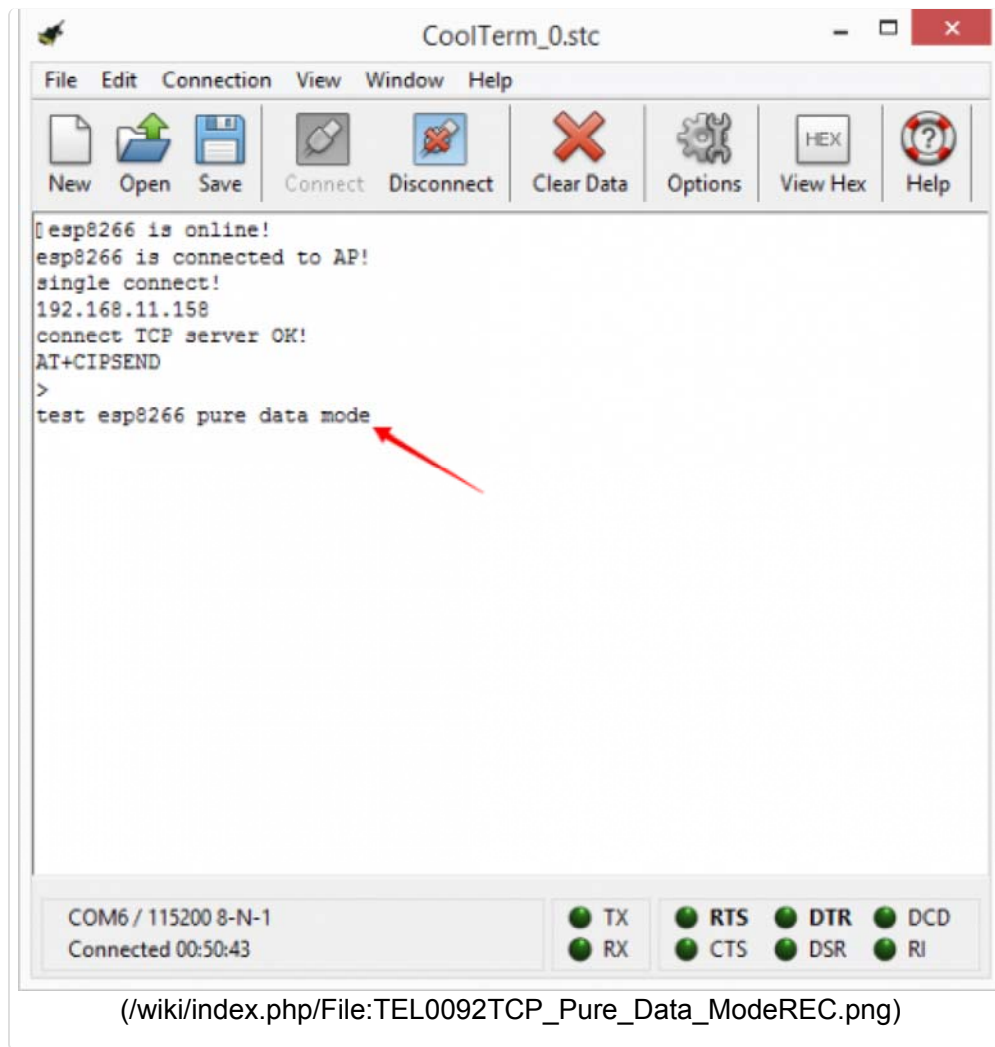 CoolTerm_0.stc
File Edit Connection View Window Help
New Open Save Connect Disconnect Clear Data Options HEX View Hex ? Help
esp8266 is online!
esp8266 is connected to AP!
single connect!
192.168.11.158
connect TCP server OK!
AT+CIPSEND
>
test esp8266 pure data mode
COM6 / 115200 8-N-1 TX RTS DTR DCD
Connected 00:50:43 RX CTS DSR RI
(/wiki/index.php/File:TEL0092TCP_Pure_Data_ModeREC.png)